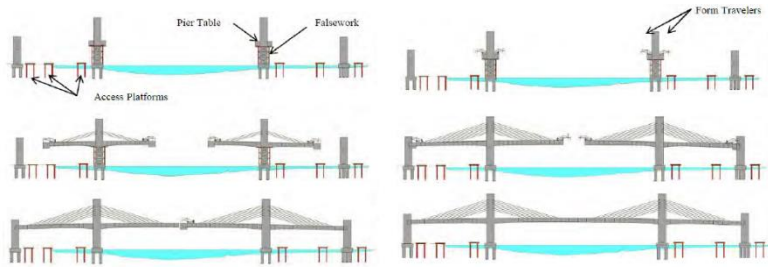 Pier Table
Falsework
Form Travelers
Access Platforms